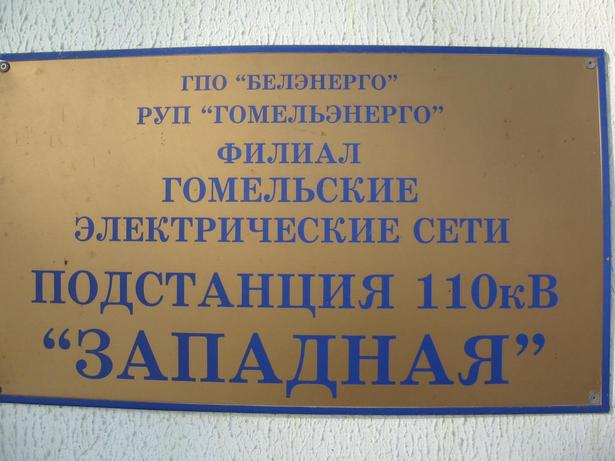 ГПО “БЕЛЭНЕРГО”
РУП “ГОМЕЛЬЭНЕРГО”
ФИЛИАЛ
ГОМЕЛЬСКИЕ
ЭЛЕКТРИЧЕСКИЕ СЕТИ
ПОДСТАНЦИЯ 110кВ
“ЗАПАДНАЯ”